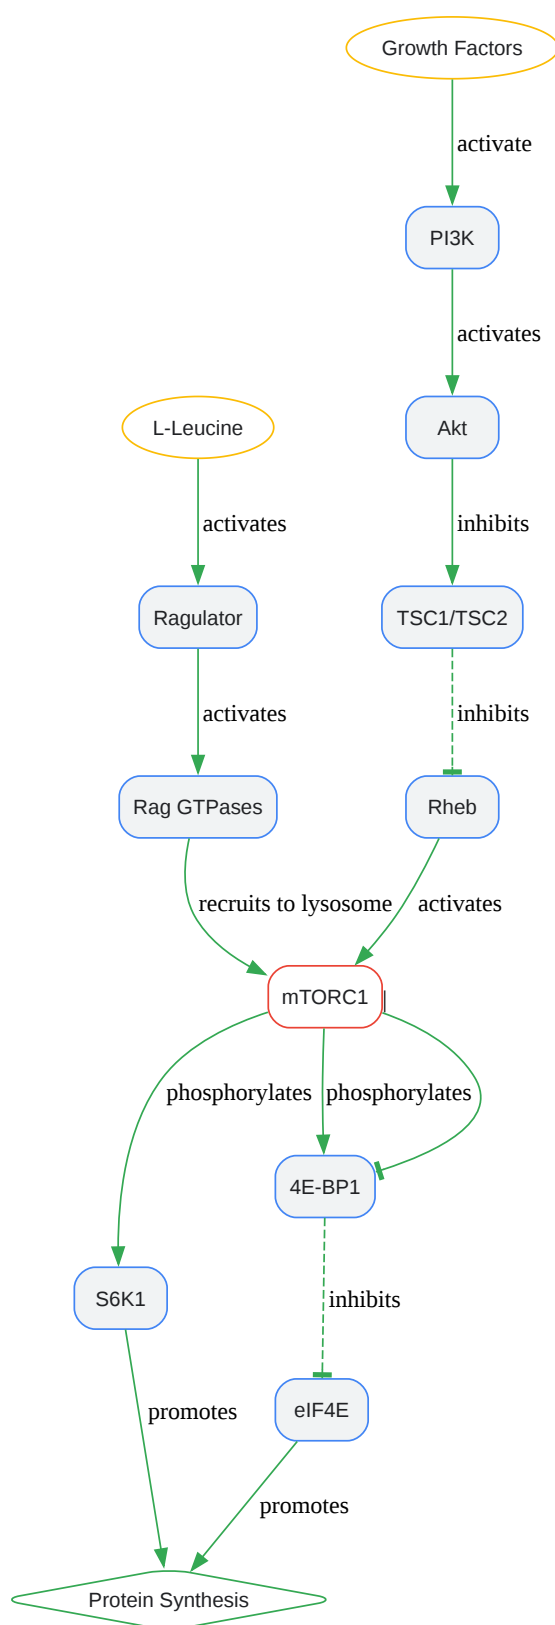 Growth Factors
activate
PI3K
activates
L-Leucine
Akt
activates
inhibits
Ragulator
TSC1/TSC2
activates
inhibits
Rag GTPases
Rheb
recruits to lysosome
activates
mTORC1
phosphorylates
phosphorylates
4E-BP1
S6K1
inhibits
promotes
eIF4E
promotes
Protein Synthesis